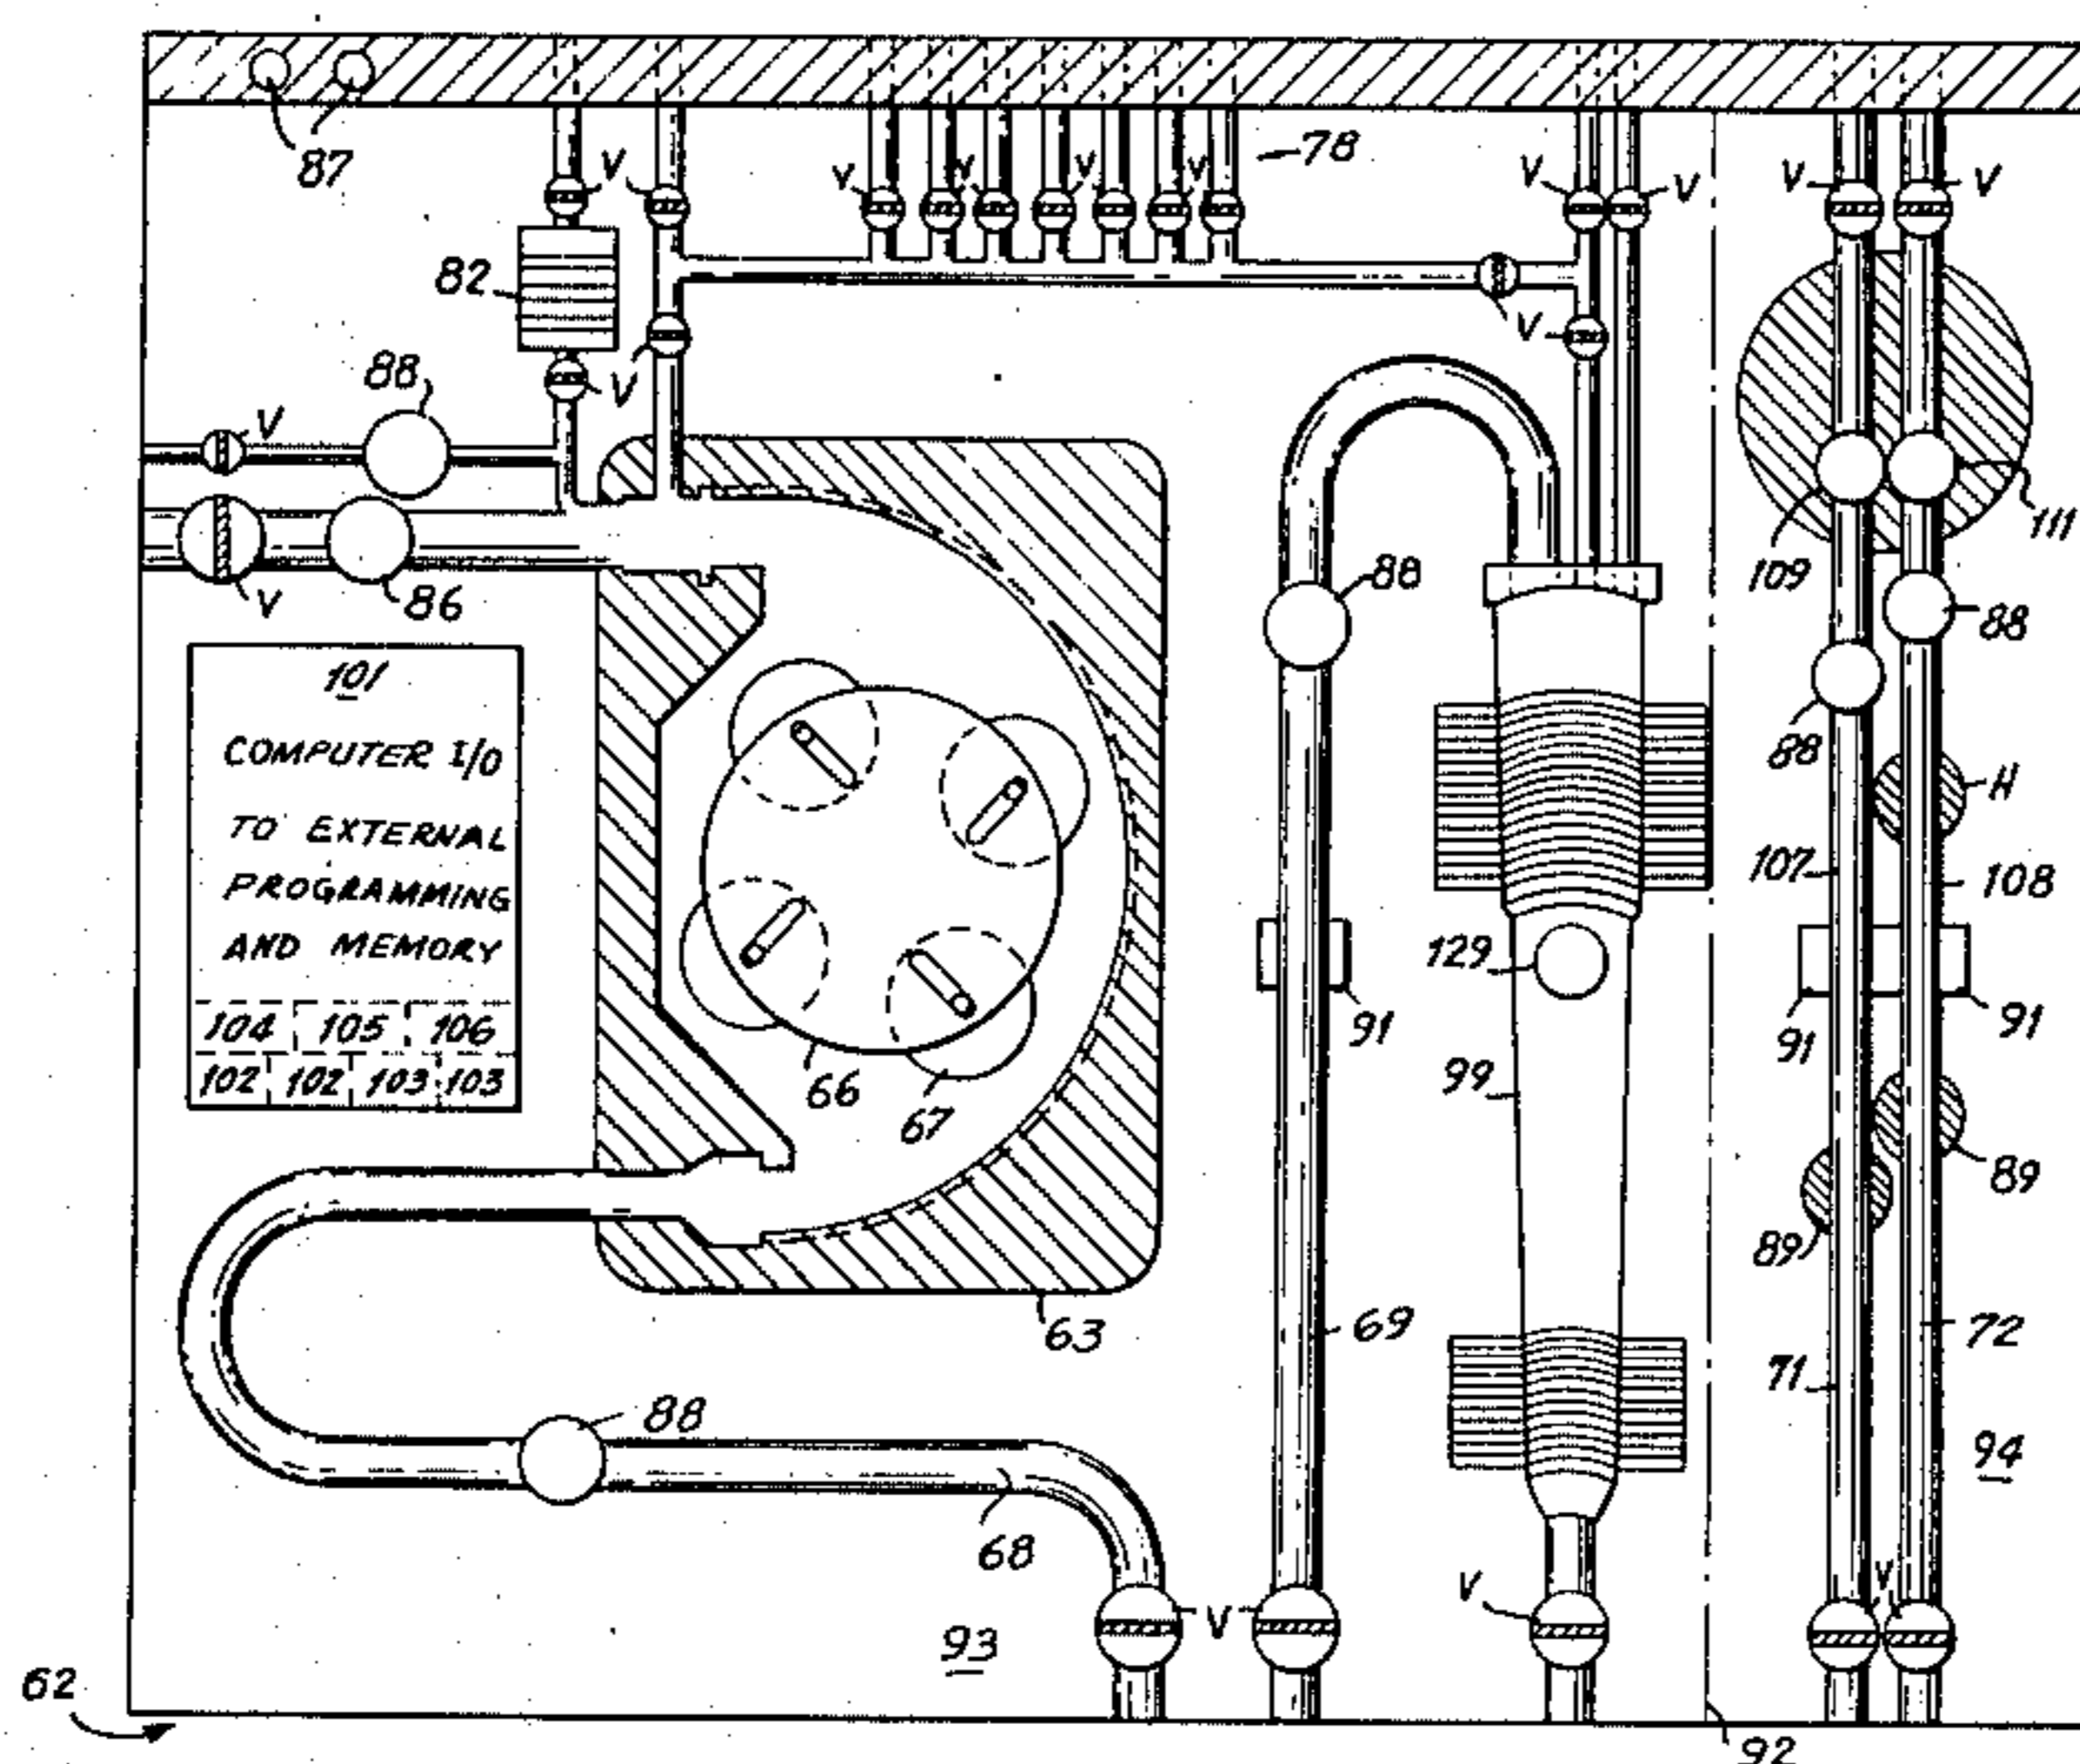 87
V
78
V
V
V
V
V
V
V
V
82
V
V
88
V
V
86
88
109
111
88
88
101
COMPUTER I/O
TO EXTERNAL
PROGRAMMING
AND MEMORY
104 105 106
102 102 103 103
H
107
108
129
91
91
91
66
67
99
89
89
63
69
72
71
88
94
68
V
V
V
93
62
92